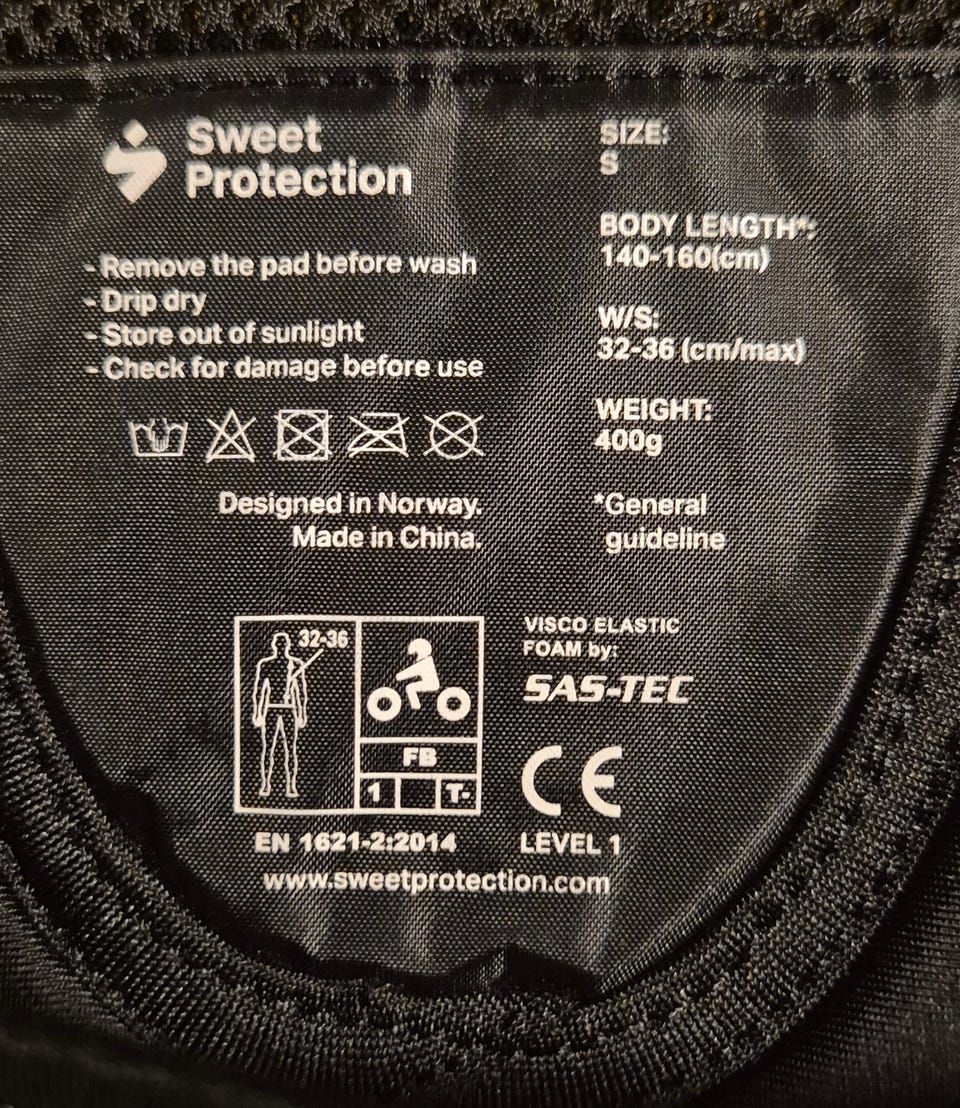 Sweet
Protection
- Remove the pad before wash
- Drip dry
- Store out of sunlight
- Check for damage before use
Designed in Norway.
Made in China.
SIZE:
S
BODY LENGTH*:
140-160(cm)
W/S:
32-36 (cm/max)
WEIGHT:
400g
*General
guideline
32-36
FB
1
T-
EN 1621-2:2014
VISCO ELASTIC
FOAM by:
SAS-TEC
CE
LEVEL 1
www.sweetprotection.com